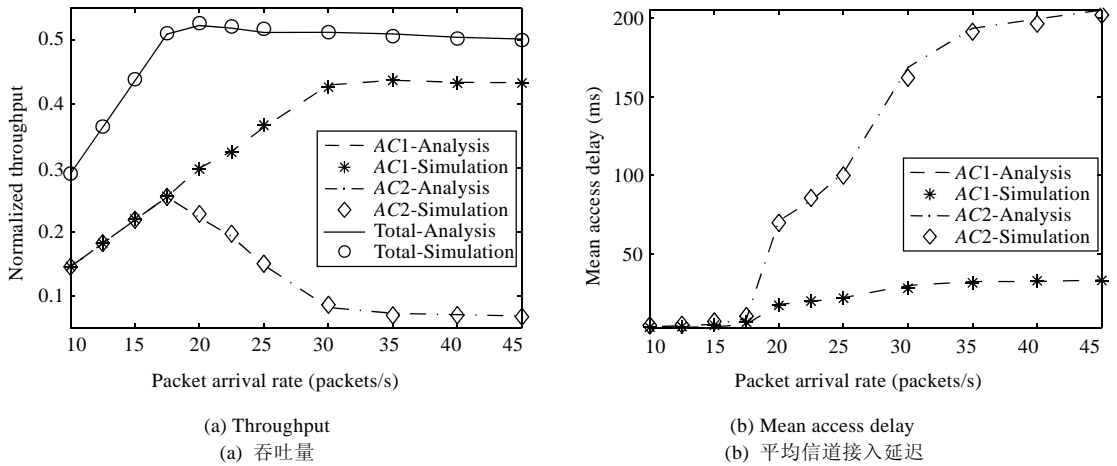 Normalized throughput
0.5
0.4
0.3
0.2
0.1
AC1-Analysis
AC1-Simulation
AC2-Analysis
AC2-Simulation
Total-Analysis
Total-Simulation
10 15 20 25 30 35 40 45
Packet arrival rate (packets/s)
(a) Throughput
(a) 吞吐量
Mean access delay (ms)
200
150
100
50
AC1-Analysis
AC1-Simulation
AC2-Analysis
AC2-Simulation
10 15 20 25 30 35 40 45
Packet arrival rate (packets/s)
(b) Mean access delay
(b) 平均信道接入延迟